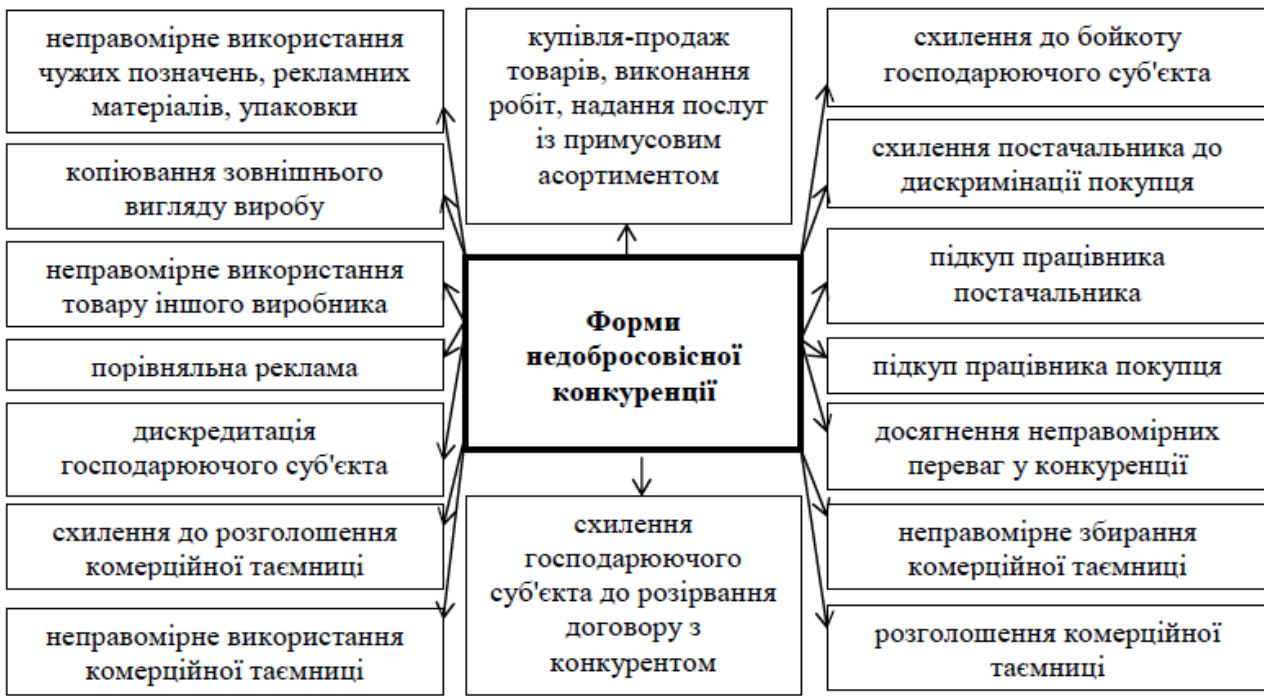 неправомірне використання
чужих позначень, рекламних
матеріалів, упаковки
копіювання зовнішнього
вигляду виробу
неправомірне використання
товару іншого виробника
порівняльна реклама
дискредитація
господарюючого суб'єкта
схилення до розголошення
комерційної таємниці
неправомірне використання
комерційної таємниці
купівля-продаж
товарів, виконання
робіт, надання послуг
із примусовим
асортиментом
Форми
недобросовісної
конкуренції
схилення
господарюючого
суб'єкта до розірвання
договору з
конкурентом
схилення до бойкоту
господарюючого суб'єкта
схилення постачальника до
дискримінації покупця
підкуп працівника
постачальника
підкуп працівника покупця
досягнення неправомірних
переваг у конкуренції
неправомірне збирання
комерційної таємниці
розголошення комерційної
таємниці